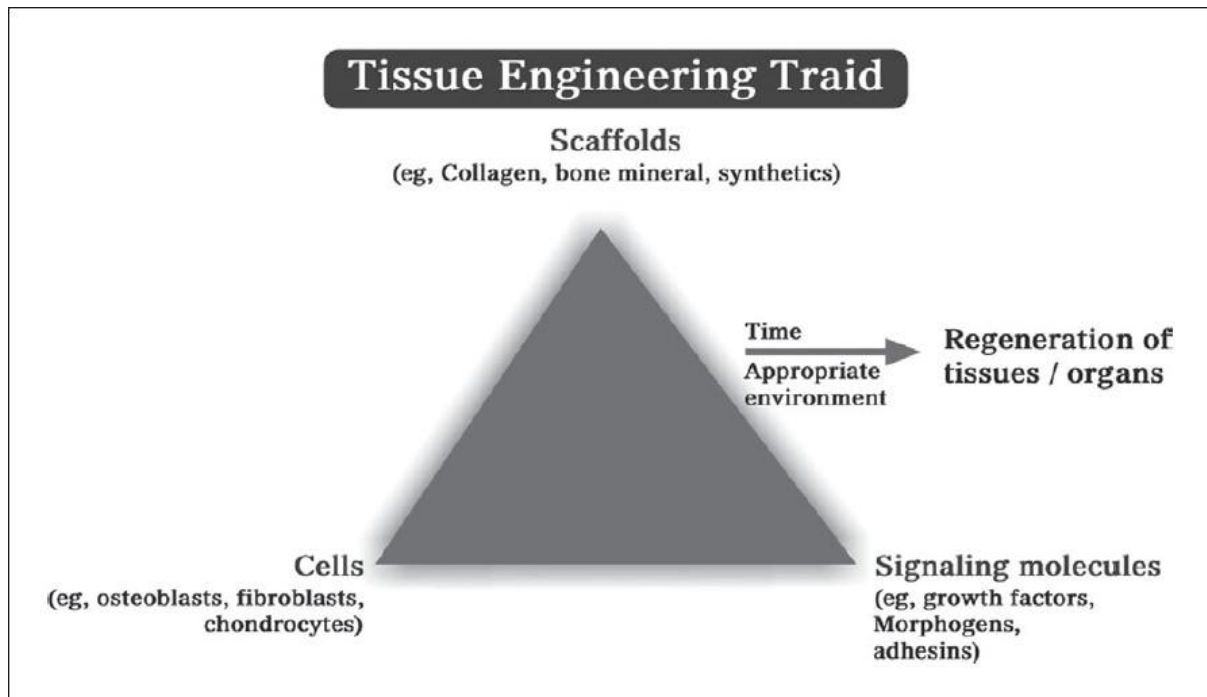 Tissue Engineering Traid
Scaffolds
(eg, Collagen, bone mineral, synthetics)
Time
Appropriate
environment
Regeneration of
tissues / organs
Cells
(eg, osteoblasts, fibroblasts,
chondrocytes)
Signaling molecules
(eg, growth factors,
Morphogens,
adhesins)